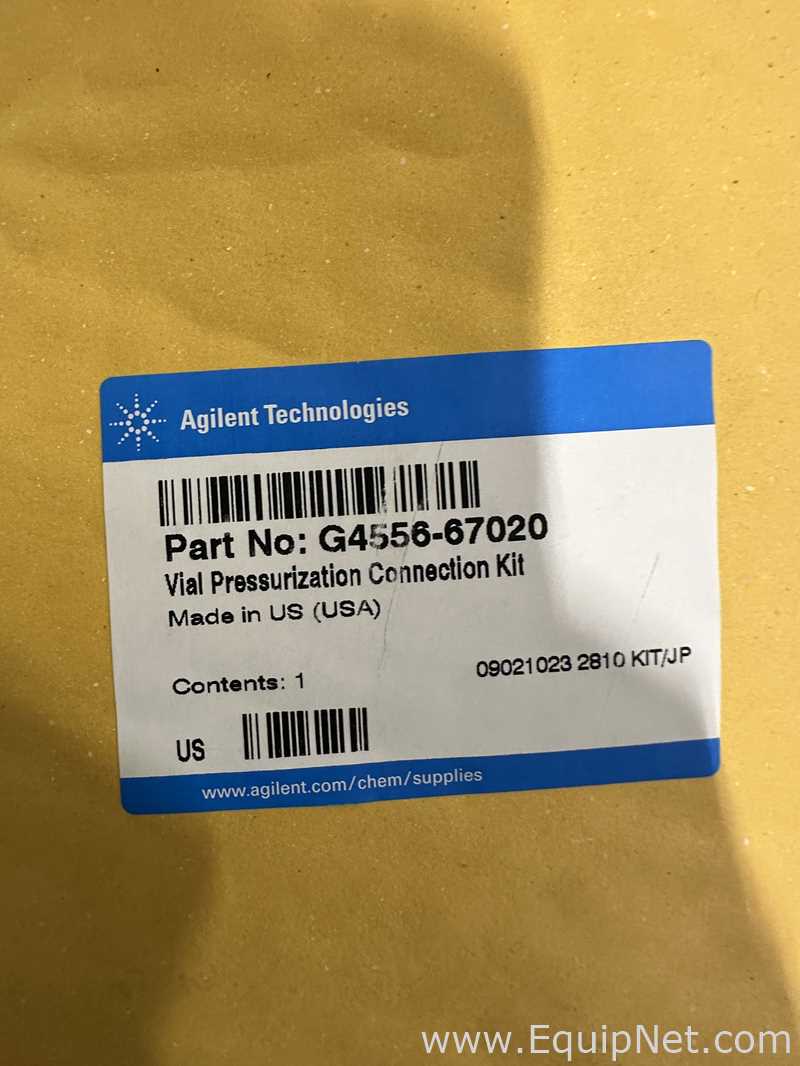 Agilent Technologies
Part No: G4556-67020
Vial Pressurization Connection Kit
Made in US (USA)
Contents: 1
09021023 2810 KIT/JP
US
www.agilent.com/chem/supplies
www.EquipNet.com